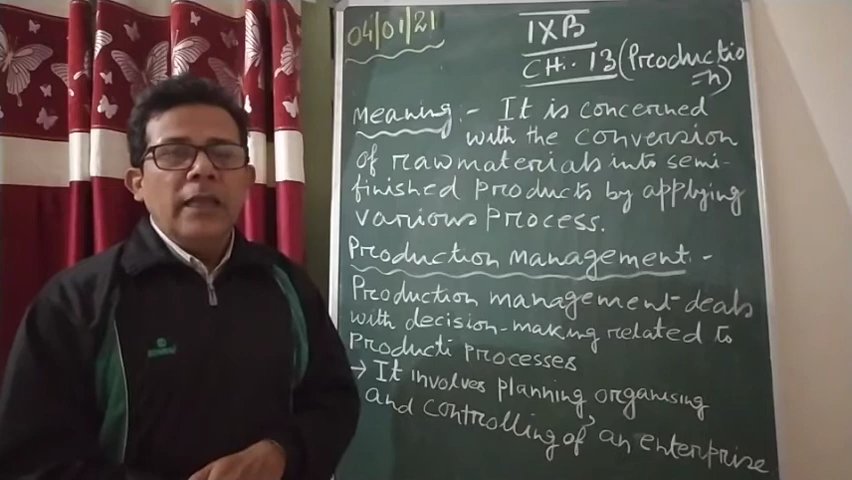 04/01/21
IXB
CH. 13 (Productio
=n)
Meaning:- It is concerned
with the conversion
of rawmaterials into semi-
finished products by applying
various process.
Production management:-
Production management deals
with decision-making related to
Producti processes
→ It involves planning, organising
and controlling of an enterprise